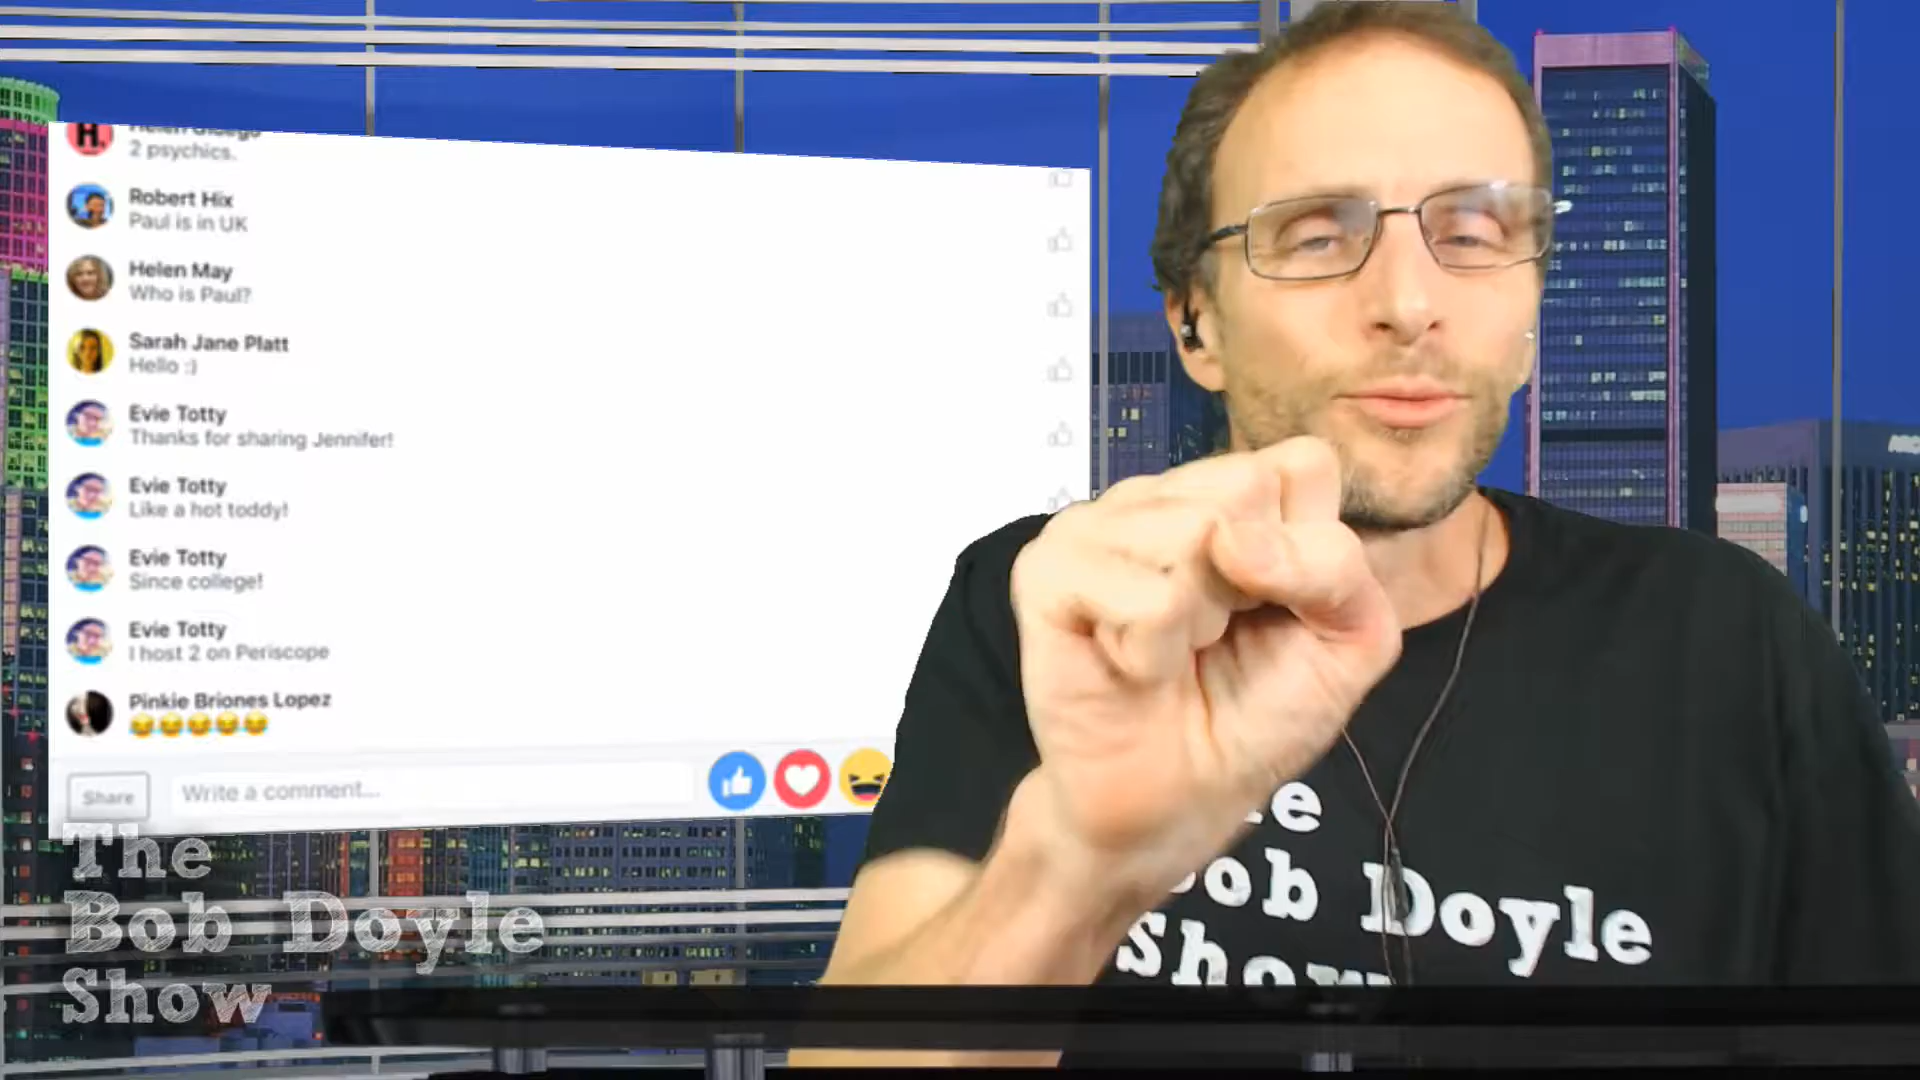 2 psychics.
Robert Hix
Paul is in UK
Helen May
Who is Paul?
Sarah Jane Platt
Hello :)
Evie Totty
Thanks for sharing Jennifer!
Evie Totty
Like a hot toddy!
Evie Totty
Since college!
Evie Totty
I host 2 on Periscope
Pinkie Briones Lopez
😂😂😂😂😂
Share
Write a comment...
The
Bob Doyle
Show
Bob Doyle
Show